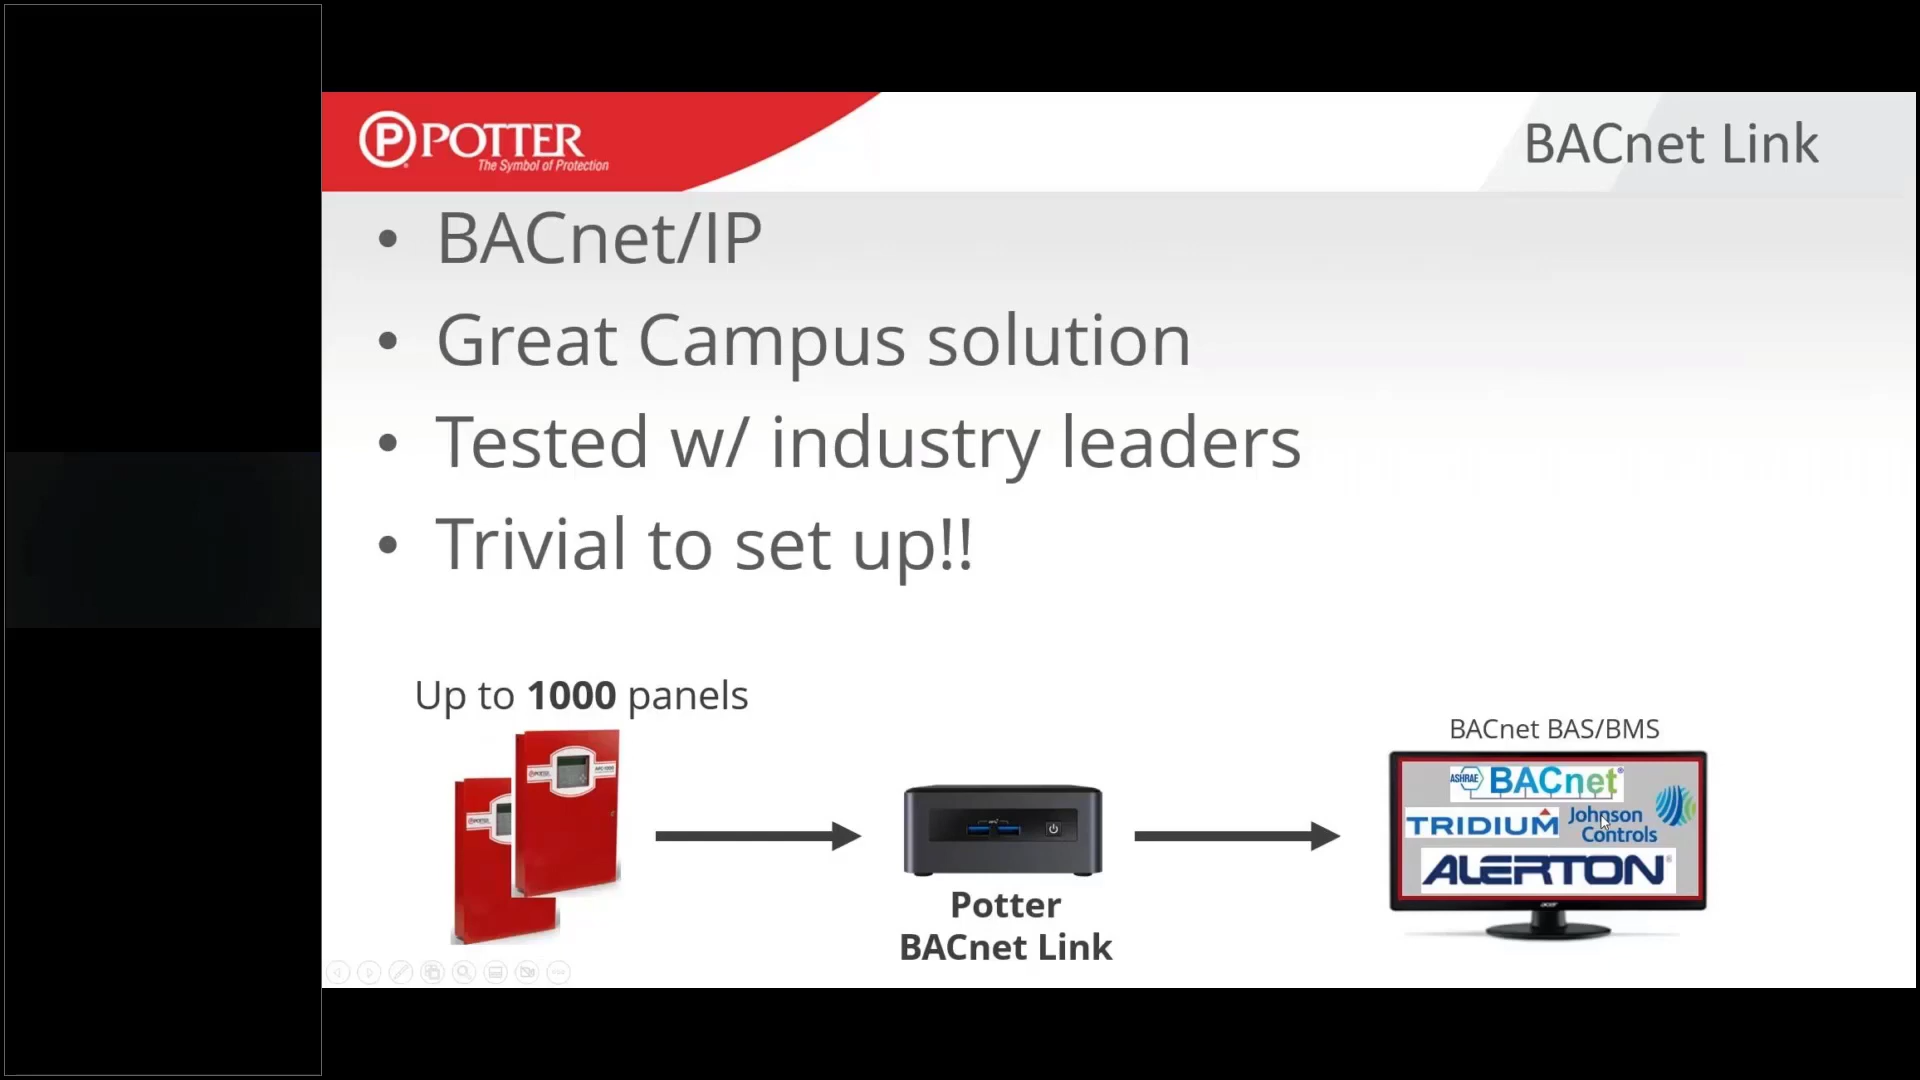 POTTER
The Symbol of Protection
BACnet Link
• BACnet/IP
• Great Campus solution
• Tested w/ industry leaders
• Trivial to set up!!
Up to 1000 panels
BACnet BAS/BMS
ASHRAE BACnet
TRIDIUM
Johnson
Controls
ALERTON
acer
Potter
BACnet Link